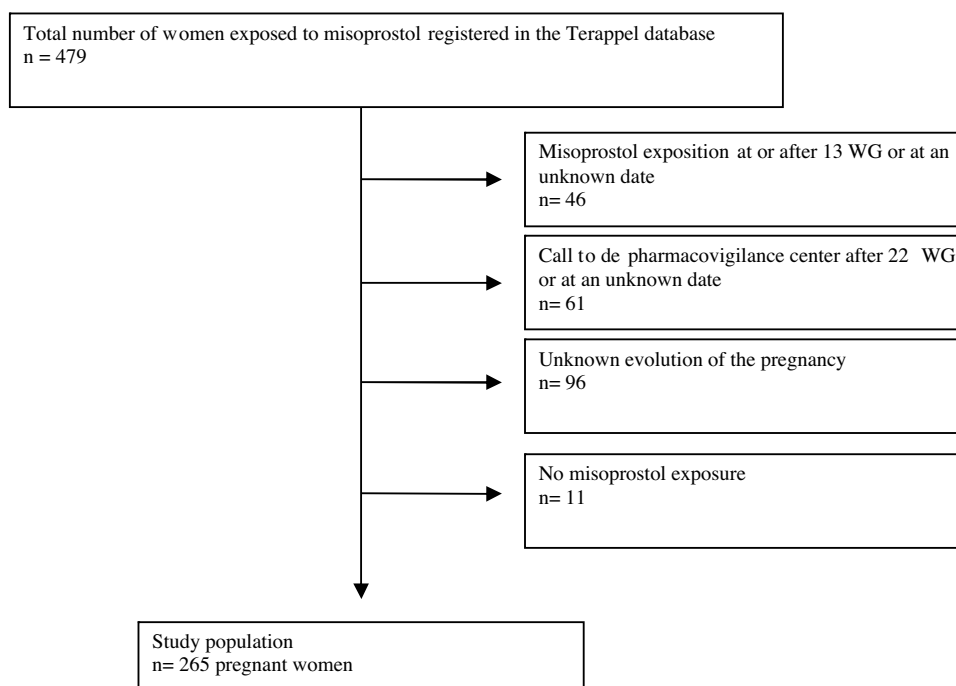 Total number of women exposed to misoprostol registered in the Terappel database
n = 479
Misoprostol exposition at or after 13 WG or at an
unknown date
n= 46
Call to de pharmacovigilance center after 22 WG
or at an unknown date
n= 61
Unknown evolution of the pregnancy
n= 96
No misoprostol exposure
n= 11
Study population
n= 265 pregnant women